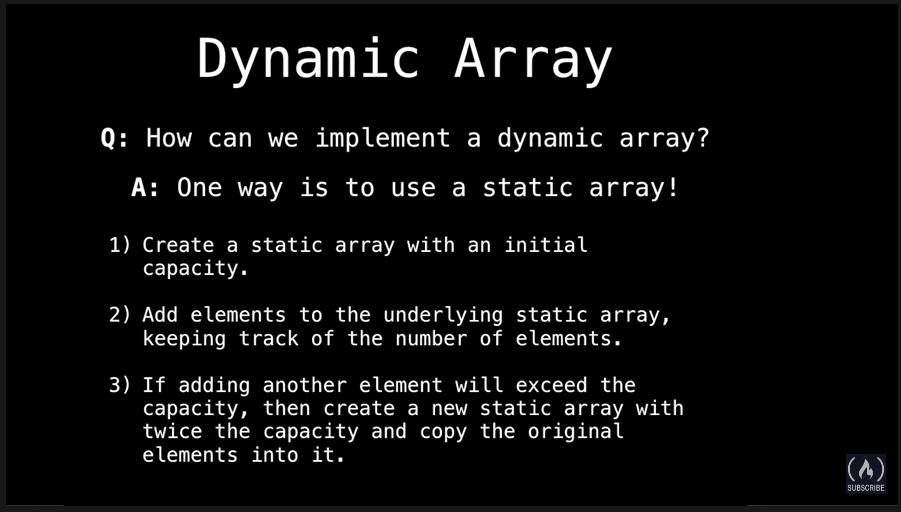 Dynamic Array
Q: How can we implement a dynamic array?
A: One way is to use a static array!
1) Create a static array with an initial
capacity.
2) Add elements to the underlying static array,
keeping track of the number of elements.
3) If adding another element will exceed the
capacity, then create a new static array with
twice the capacity and copy the original
elements into it.
SUBSCRIBE